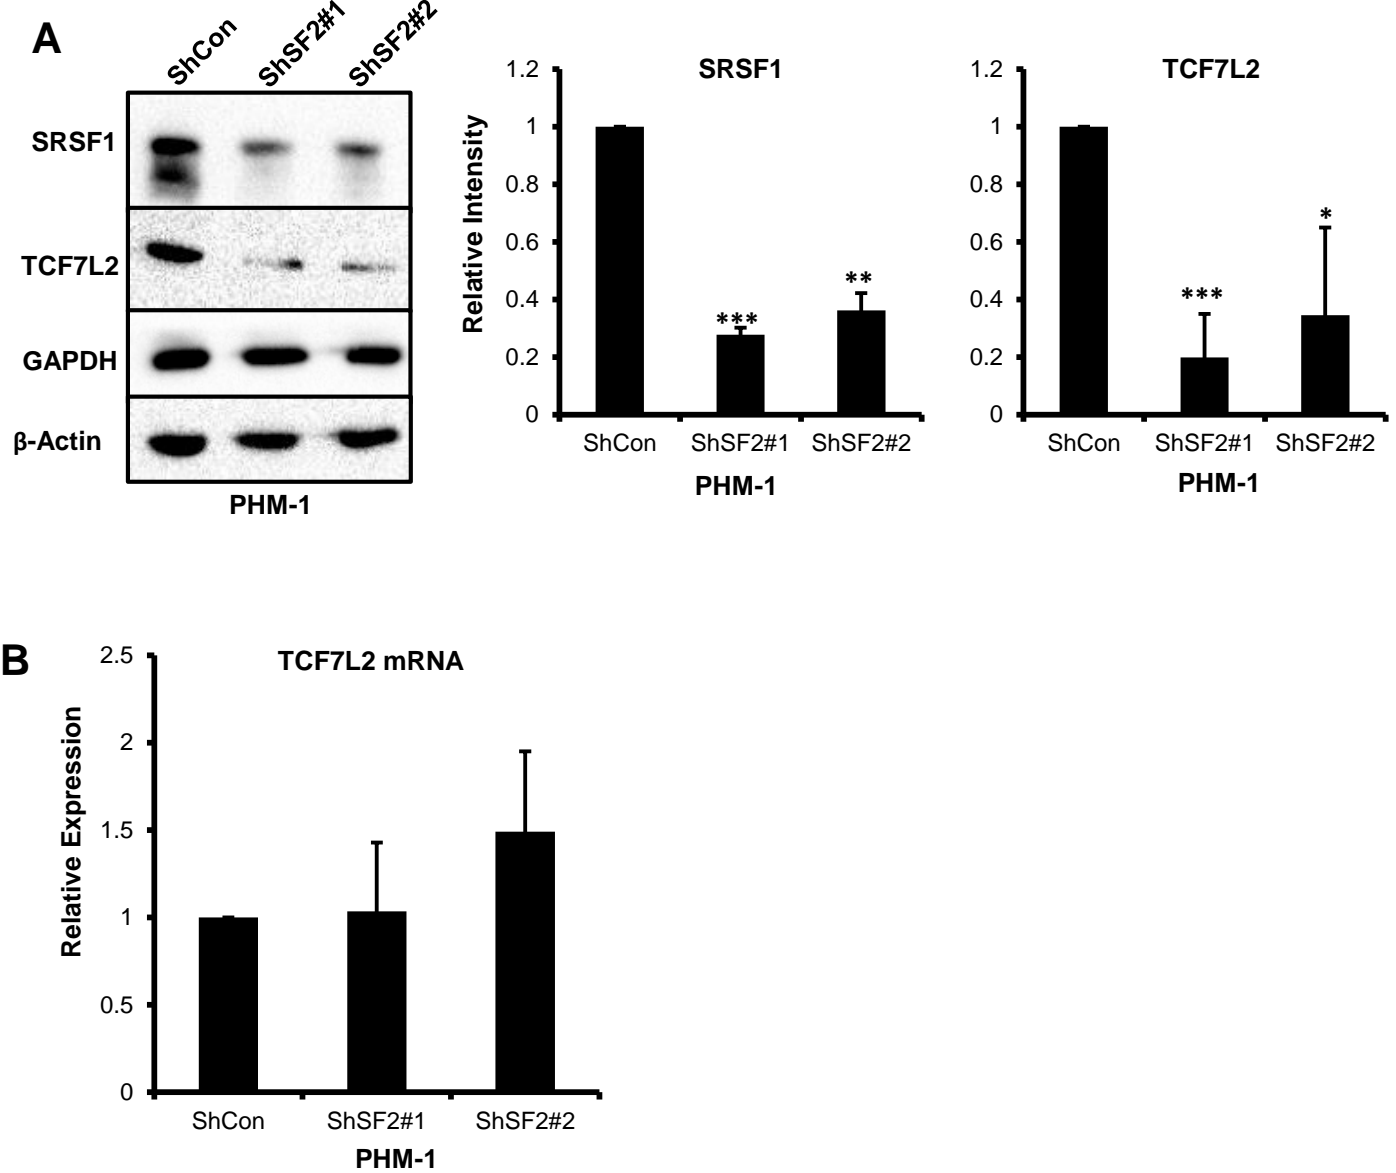 A
ShCon
ShSF2#1
ShSF2#2
SRSF1
TCF7L2
GAPDH
β-Actin
PHM-1
SRSF1
Relative Intensity
1.2
1
0.8
0.6
0.4
0.2
0
***
**
ShCon ShSF2#1 ShSF2#2
PHM-1
TCF7L2
1.2
1
0.8
0.6
0.4
0.2
0
***
*
ShCon ShSF2#1 ShSF2#2
PHM-1
B
TCF7L2 mRNA
Relative Expression
2.5
2
1.5
1
0.5
0
ShCon ShSF2#1 ShSF2#2
PHM-1